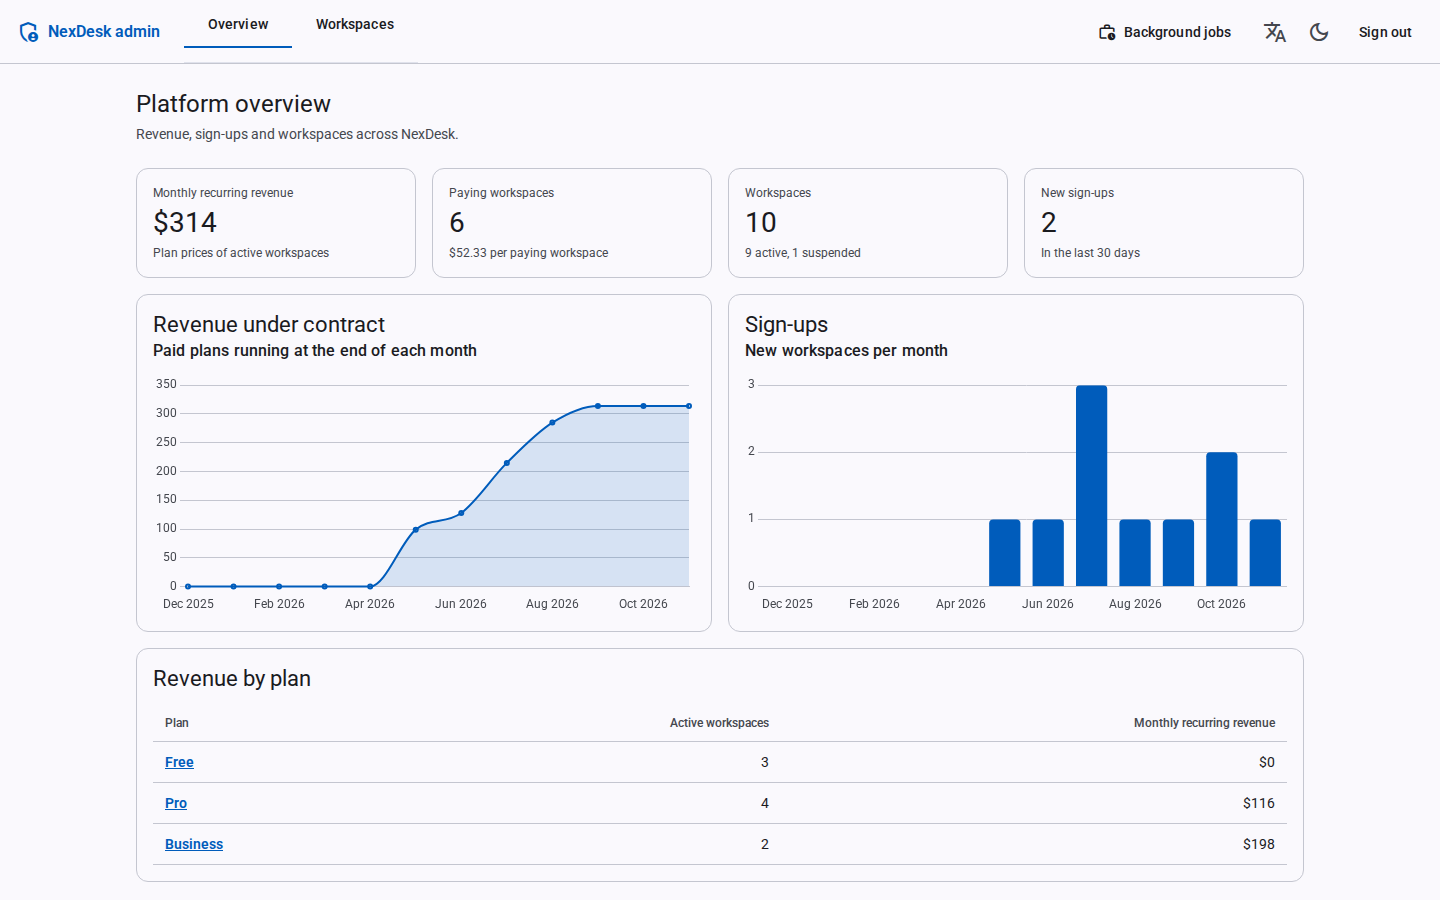 NexDesk admin
Overview
Workspaces
Background jobs
Sign out
Platform overview
Revenue, sign-ups and workspaces across NexDesk.
Monthly recurring revenue
$314
Plan prices of active workspaces
Paying workspaces
6
$52.33 per paying workspace
Workspaces
10
9 active, 1 suspended
New sign-ups
2
In the last 30 days
Revenue under contract
Paid plans running at the end of each month
350
300
250
200
150
100
50
0
Dec 2025 Feb 2026 Apr 2026 Jun 2026 Aug 2026 Oct 2026
Sign-ups
New workspaces per month
3
2
1
0
Dec 2025 Feb 2026 Apr 2026 Jun 2026 Aug 2026 Oct 2026
Revenue by plan
Plan Active workspaces Monthly recurring revenue
Free 3 $0
Pro 4 $116
Business 2 $198